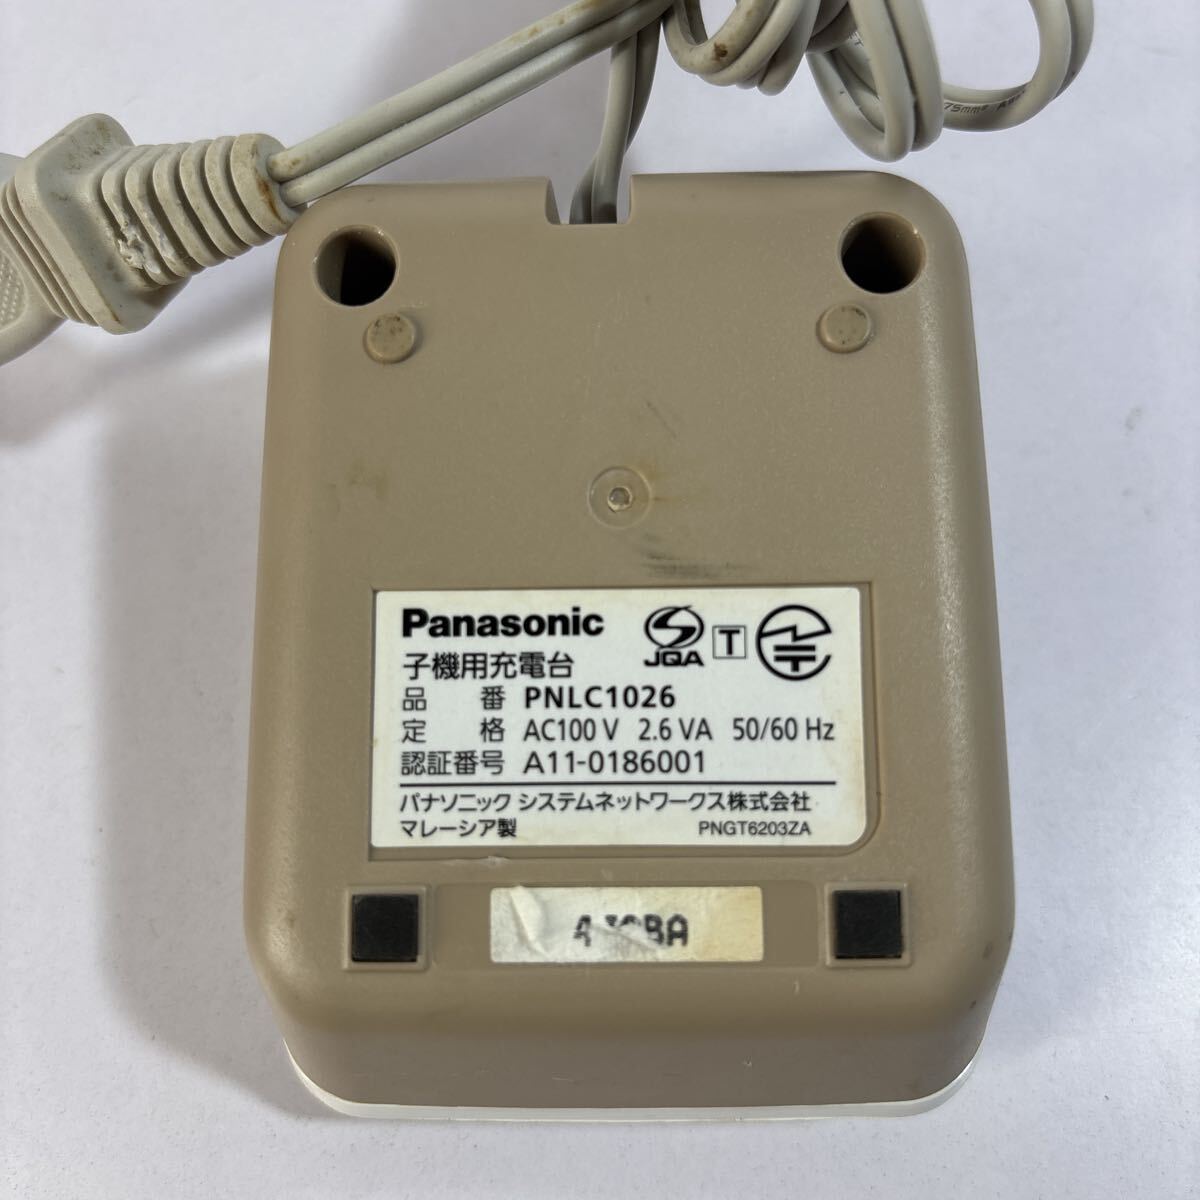 Panasonic
JQA T
子機用充電台
品 番 PNLC1026
定 格 AC100 V 2.6 VA 50/60 Hz
認証番号 A11-0186001
パナソニック システムネットワークス株式会社
マレーシア製 PNGT6203ZA